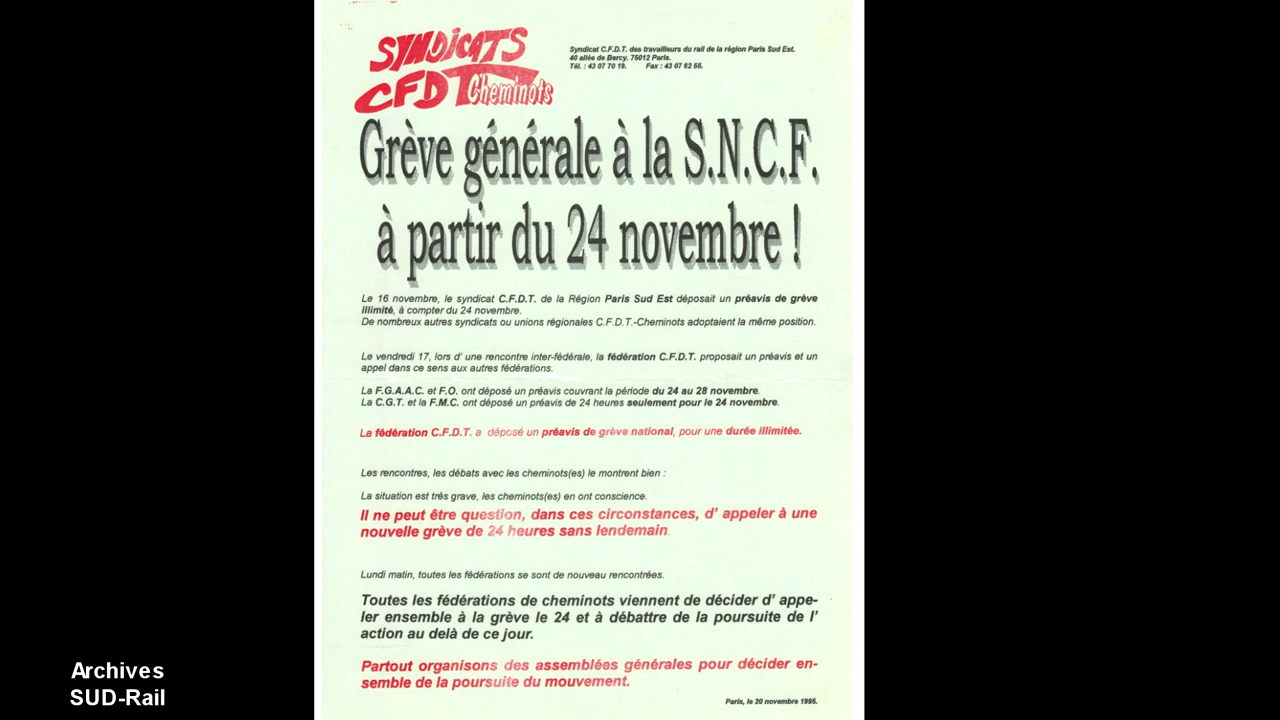 SYNDICATS
CFDT Cheminots
Syndicat C.F.D.T. des travailleurs du rail de la région Paris Sud Est.
40 allée de Bercy. 75012 Paris.
Tél. : 43 07 70 19. Fax : 43 07 62 55.
Grève générale à la S.N.C.F.
à partir du 24 novembre !
Le 16 novembre, le syndicat C.F.D.T. de la Région Paris Sud Est déposait un préavis de grève
illimité, à compter du 24 novembre.
De nombreux autres syndicats ou unions régionales C.F.D.T.-Cheminots adoptaient la même position.
Le vendredi 17, lors d' une rencontre inter-fédérale, la fédération C.F.D.T. proposait un préavis et un
appel dans ce sens aux autres fédérations.
La F.G.A.A.C. et F.O. ont déposé un préavis couvrant la période du 24 au 28 novembre.
La C.G.T. et la F.M.C. ont déposé un préavis de 24 heures seulement pour le 24 novembre.
La fédération C.F.D.T. a déposé un préavis de grève national, pour une durée illimitée.
Les rencontres, les débats avec les cheminots(es) le montrent bien :
La situation est très grave, les cheminots(es) en ont conscience.
Il ne peut être question, dans ces circonstances, d' appeler à une
nouvelle grève de 24 heures sans lendemain.
Lundi matin, toutes les fédérations se sont de nouveau rencontrées.
Toutes les fédérations de cheminots viennent de décider d' appe-
ler ensemble à la grève le 24 et à débattre de la poursuite de l'
action au delà de ce jour.
Partout organisons des assemblées générales pour décider en-
semble de la poursuite du mouvement.
Paris, le 20 novembre 1995.
Archives
SUD-Rail